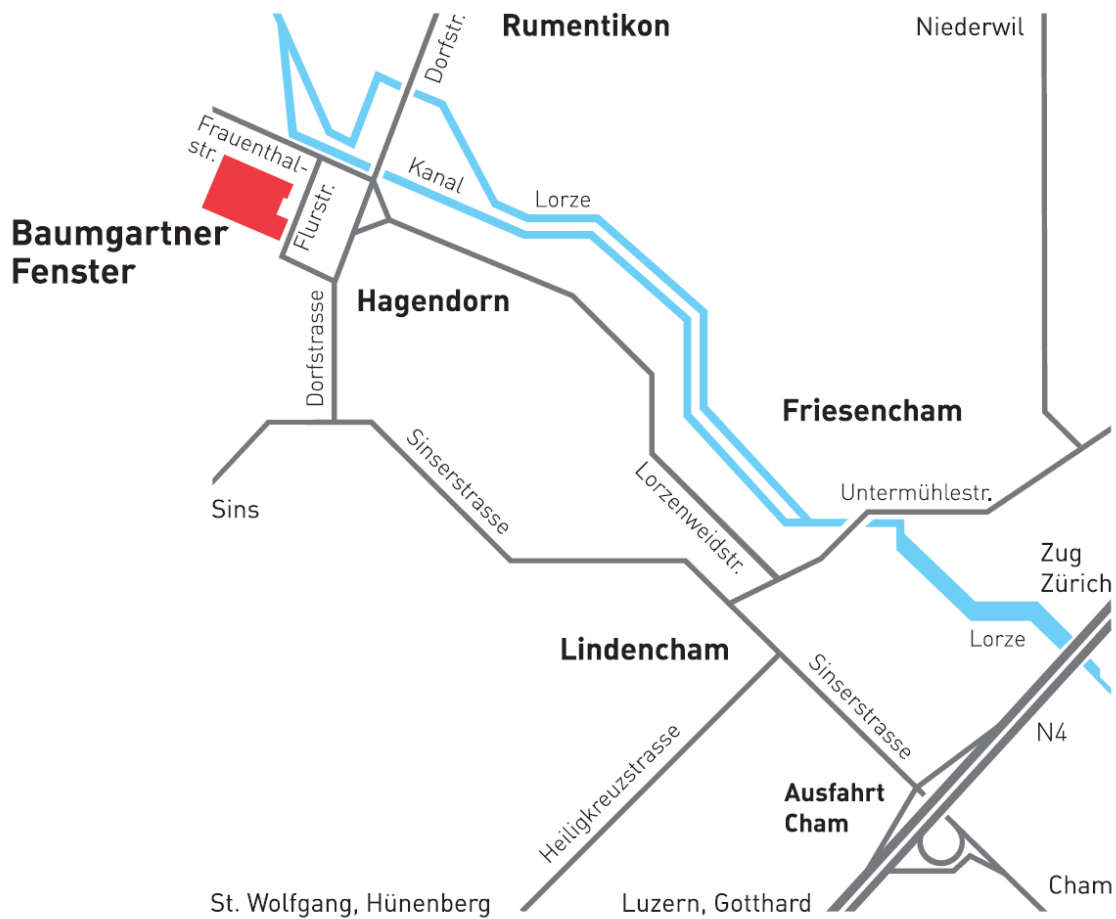 Rumentikon
Niederwil
Dorfstr.
Frauenthal-
str.
Kanal
Lorze
Flurstr.
Baumgartner
Fenster
Hagendorn
Dorfstrasse
Friesencham
Sinserstrasse
Lorzenweidstr.
Untermühlestr.
Sins
Zug
Zürich
Lorze
Lindencham
Sinserstrasse
N4
Heiligkreuzstrasse
Ausfahrt
Cham
Cham
St. Wolfgang, Hünenberg
Luzern, Gotthard